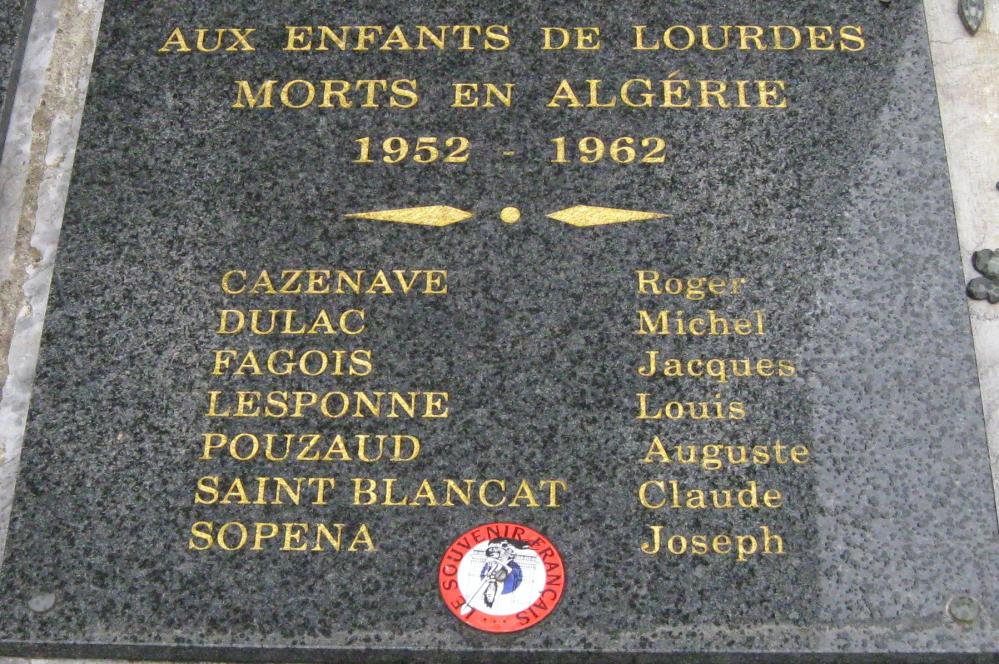 AUX ENFANTS DE LOURDES
MORTS EN ALGÉRIE
1952 - 1962
CAZENAVE Roger
DULAC Michel
FAGOIS Jacques
LESPONNE Louis
POUZAUD Auguste
SAINT BLANCAT Claude
SOPENA Joseph
LE SOUVENIR FRANÇAIS